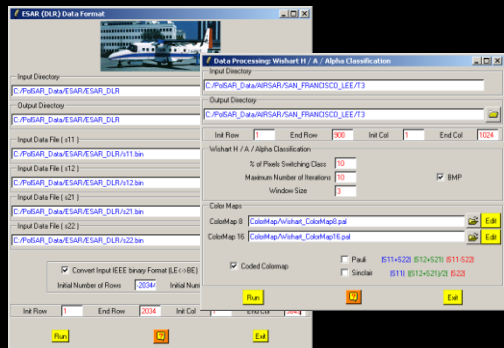 ESAR (DLR) Data Format
Input Directory
C:/PolSAR_Data/ESAR/ESAR_DLR
Output Directory
C:/PolSAR_Data/ESAR/ESAR_DLR
Input Data File ( s11 )
C:/PolSAR_Data/ESAR/ESAR_DLR/s11.bin
Input Data File ( s12 )
C:/PolSAR_Data/ESAR/ESAR_DLR/s12.bin
Input Data File ( s21 )
C:/PolSAR_Data/ESAR/ESAR_DLR/s21.bin
Input Data File ( s22 )
C:/PolSAR_Data/ESAR/ESAR_DLR/s22.bin
Convert Input IEEE binary Format (LE<->BE)
Initial Number of Rows
Init Row 1 End Row 2034 Init Col
Run Exit
Data Processing: Wishart H / A / Alpha Classification
Input Directory
C:/PolSAR_Data/AIRSAR/SAN_FRANCISCO_LEE/T3
Output Directory
C:/PolSAR_Data/AIRSAR/SAN_FRANCISCO_LEE/T3
Init Row 1 End Row 900 Init Col 1 End Col 1024
Wishart H / A / Alpha Classification
% of Pixels Switching Class 10
Maximum Number of Iterations 10 BMP
Window Size 3
Color Maps
ColorMap 8 ColorMap/Wishart_ColorMap8.pal Edit
ColorMap 16 ColorMap/Wishart_ColorMap16.pal Edit
Coded Colormap Pauli |S11+S22| |S12+S21| |S11-S22|
Sinclair |S11| |(S12+S21)/2| |S22|
Run Exit